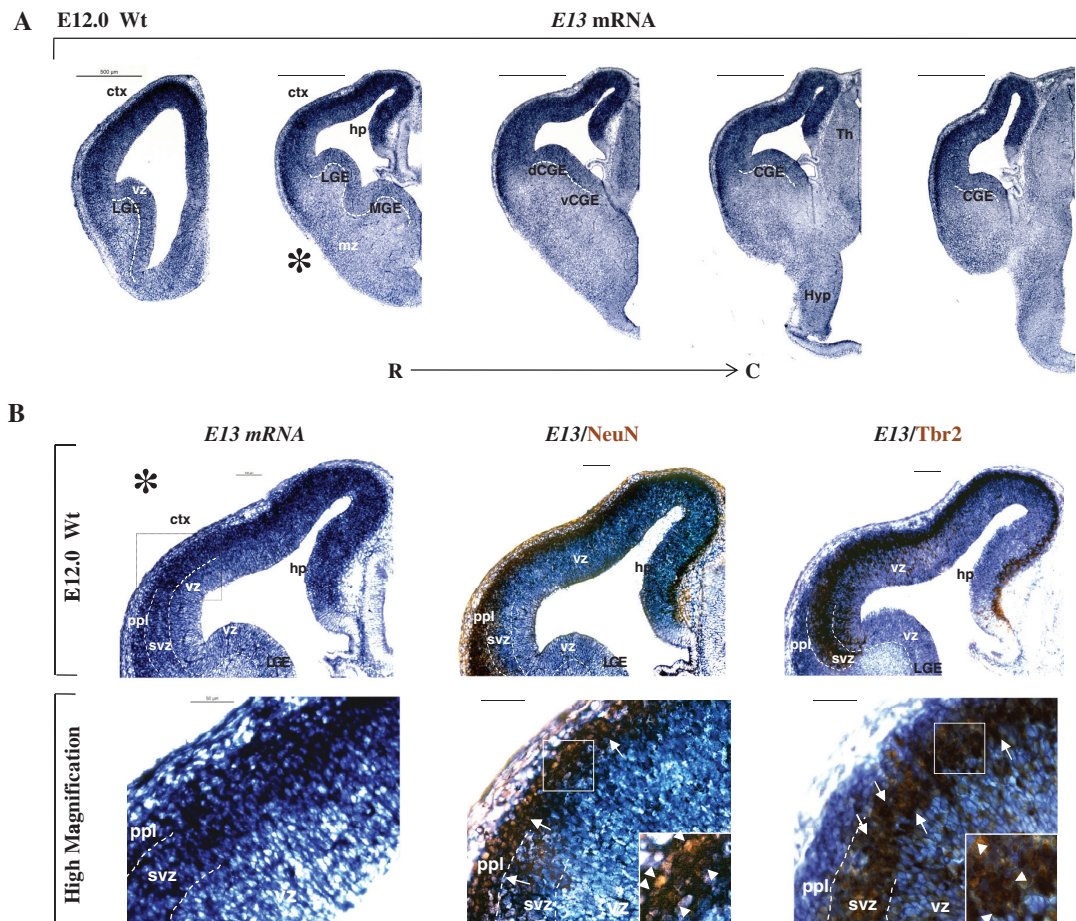 A
E12.0 Wt
E13 mRNA
500 µm
ctx
vz
LGE
ctx
hp
LGE
MGE
mz
*
dCGE
vCGE
Th
CGE
Hyp
CGE
R
C
B
E13 mRNA
E13/NeuN
E13/Tbr2
E12.0 Wt
*
ctx
vz
hp
ppl
svz
vz
LGE
vz
hp
ppl
svz
vz
LGE
vz
hp
ppl
svz
vz
LGE
High Magnification
50 µm
ppl
svz
vz
ppl
svz
vz
ppl
svz
vz